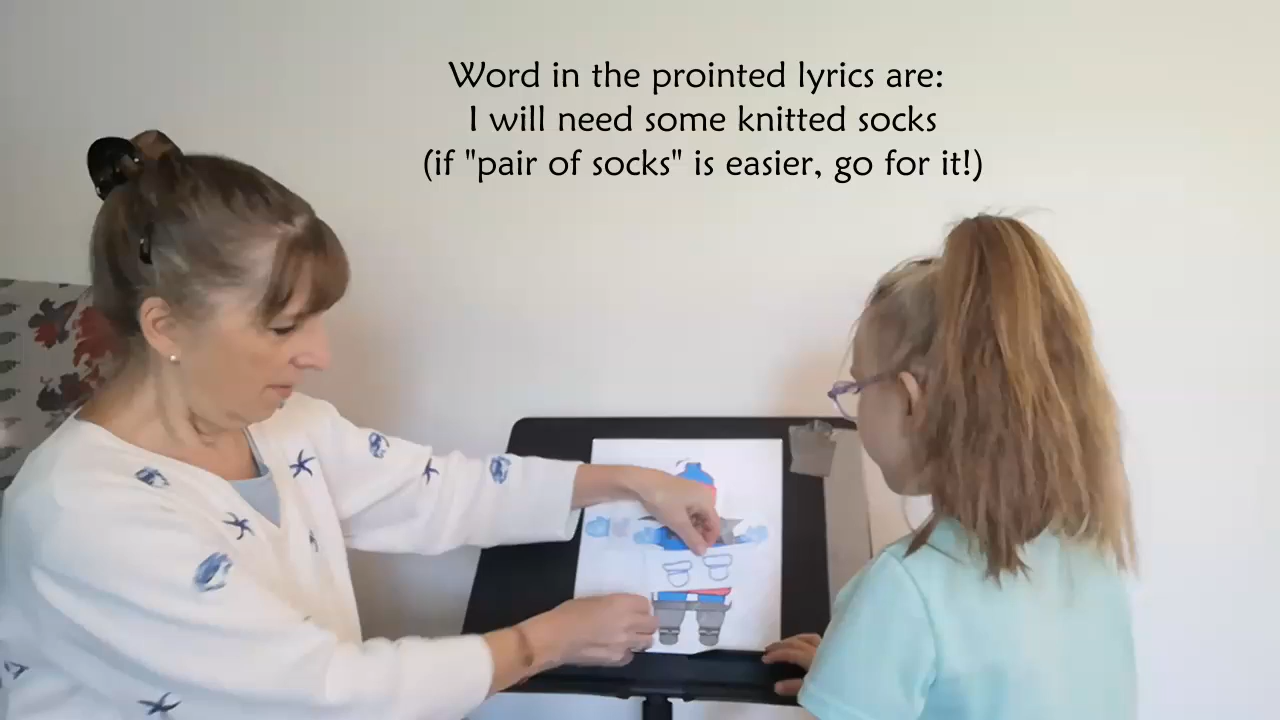 Word in the prointed lyrics are:
I will need some knitted socks
(if "pair of socks" is easier, go for it!)